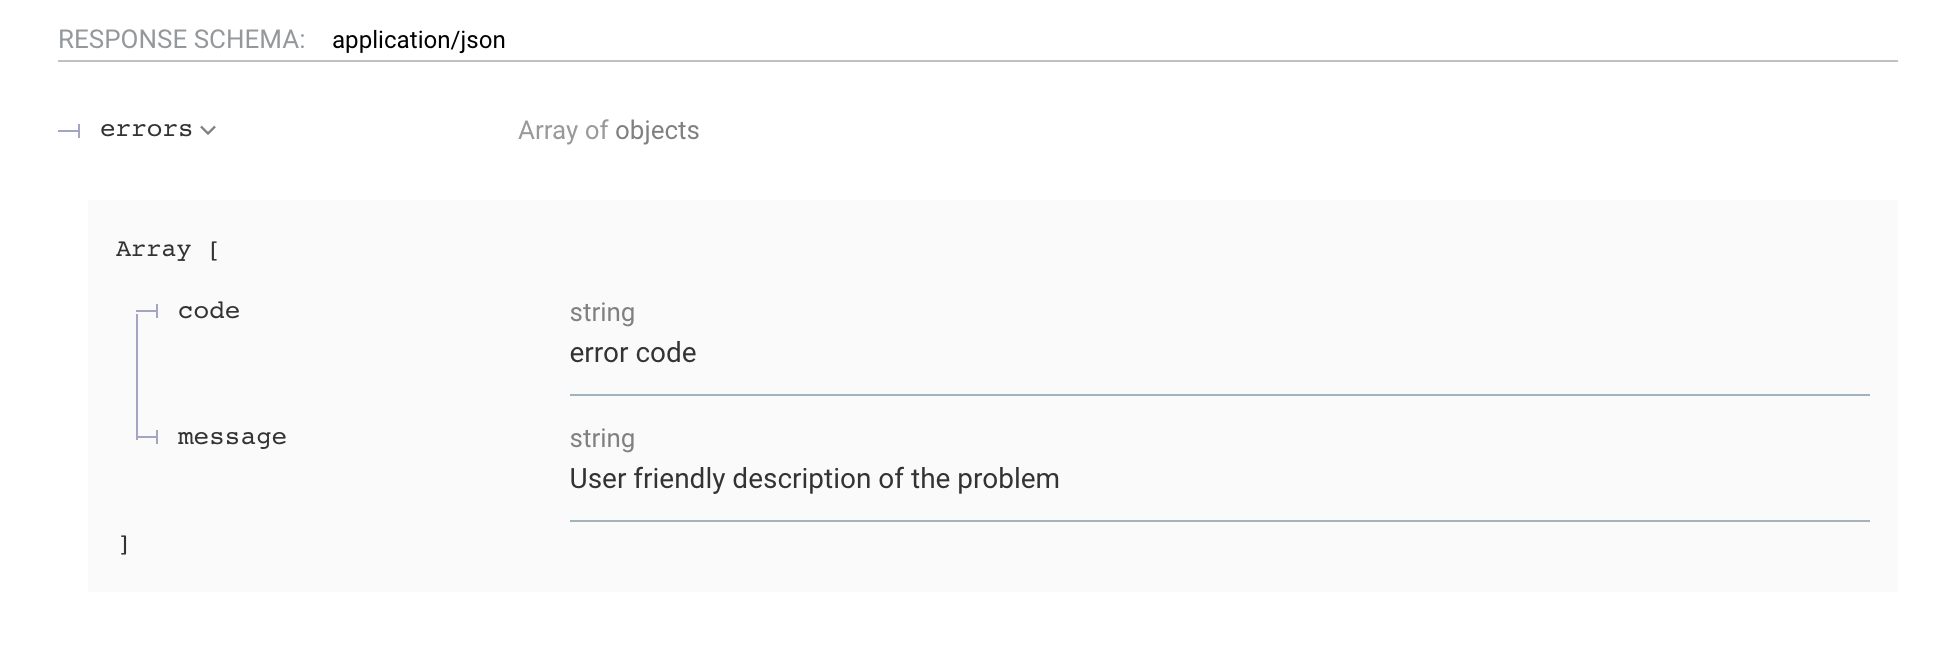 RESPONSE SCHEMA: application/json
errors Array of objects
Array [
code string
error code
message string
User friendly description of the problem
]